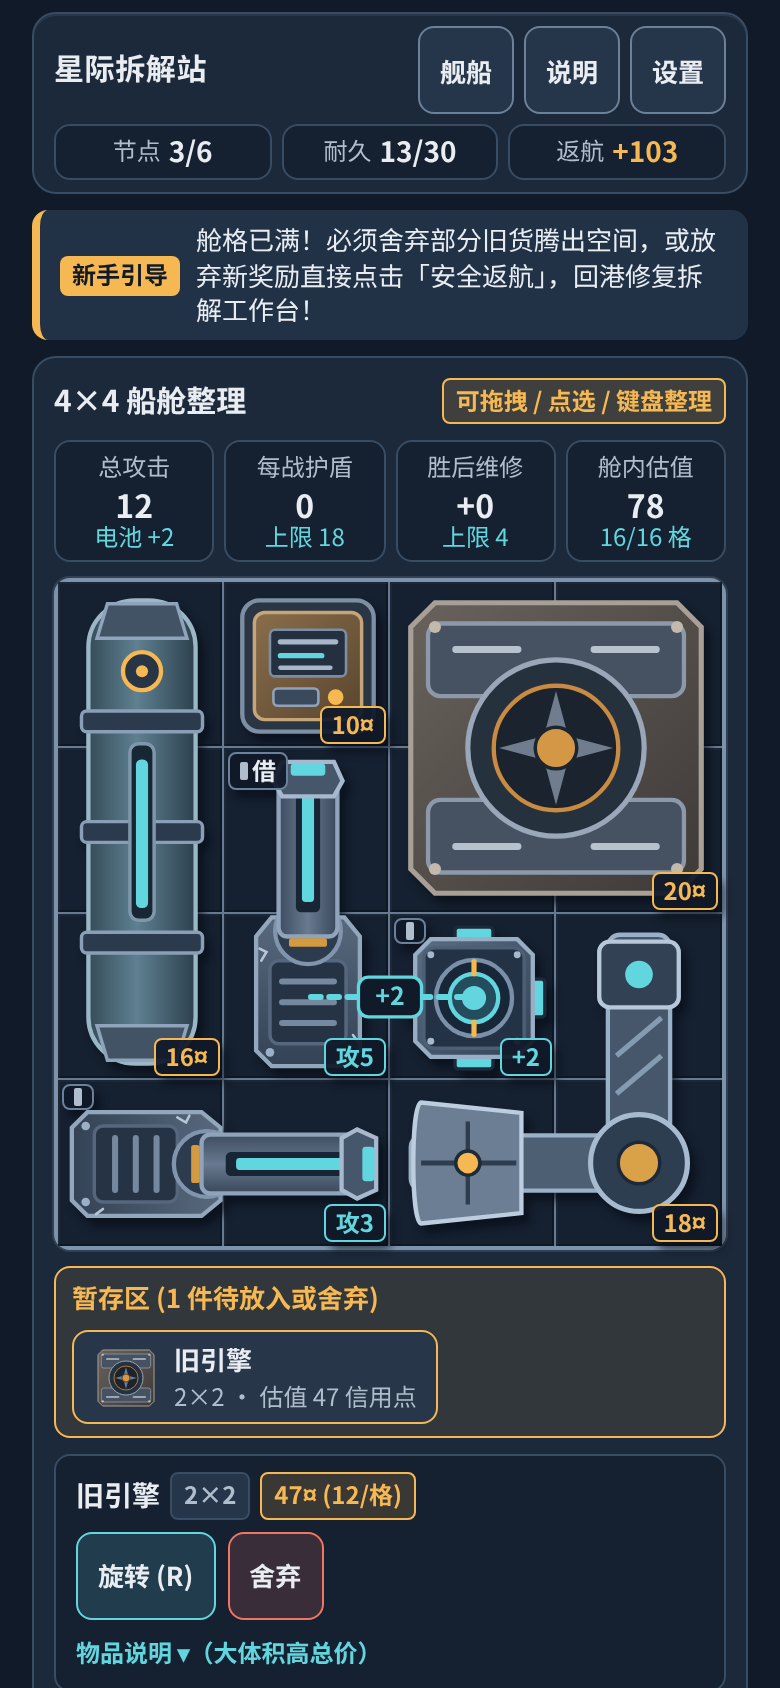 星际拆解站
舰船
说明
设置
节点 3/6
耐久 13/30
返航 +103
新手引导
舱格已满！必须舍弃部分旧货腾出空间，或放
弃新奖励直接点击「安全返航」，回港修复拆
解工作台！
4×4 船舱整理
可拖拽 / 点选 / 键盘整理
总攻击
12
电池 +2
每战护盾
0
上限 18
胜后维修
+0
上限 4
舱内估值
78
16/16 格
10¤
借
20¤
+2
16¤
攻5
+2
攻3
18¤
暂存区 (1 件待放入或舍弃)
旧引擎
2×2 · 估值 47 信用点
旧引擎
2×2
47¤ (12/格)
旋转 (R)
舍弃
物品说明 ▾（大体积高总价）